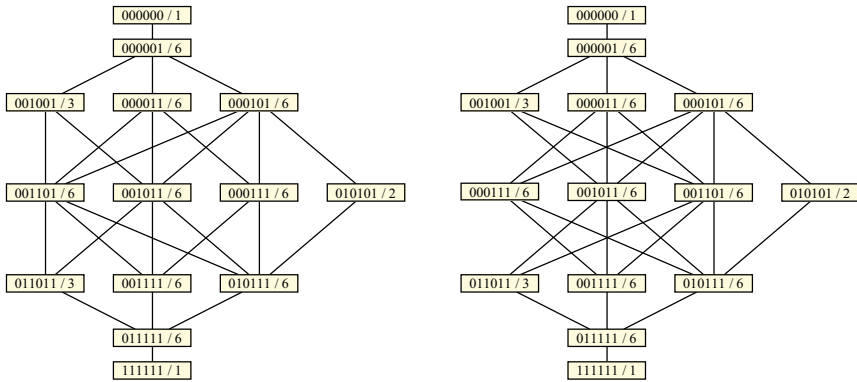 000000 / 1 000000 / 1
000001 / 6 000001 / 6
001001 / 3 000011 / 6 000101 / 6 001001 / 3 000011 / 6 000101 / 6
001101 / 6 001011 / 6 000111 / 6 010101 / 2 000111 / 6 001011 / 6 001101 / 6 010101 / 2
011011 / 3 001111 / 6 010111 / 6 011011 / 3 001111 / 6 010111 / 6
011111 / 6 011111 / 6
111111 / 1 111111 / 1